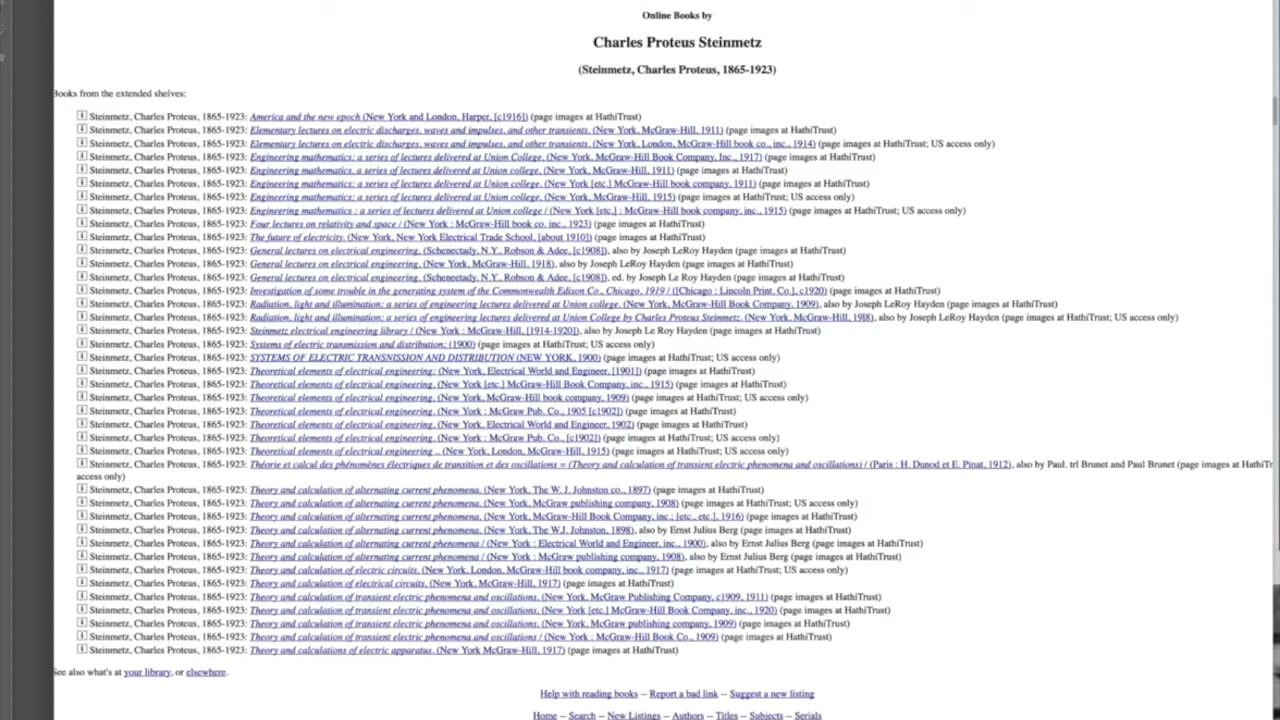 Online Books by
Charles Proteus Steinmetz
(Steinmetz, Charles Proteus, 1865-1923)
Books from the extended shelves:
Steinmetz, Charles Proteus, 1865-1923: America and the new epoch (New York and London, Harper, [c1916]) (page images at HathiTrust)
Steinmetz, Charles Proteus, 1865-1923: Elementary lectures on electric discharges, waves and impulses, and other transients. (New York, McGraw-Hill, 1911) (page images at HathiTrust)
Steinmetz, Charles Proteus, 1865-1923: Elementary lectures on electric discharges, waves and impulses, and other transients. (New York, London, McGraw-Hill book co., inc., 1914) (page images at HathiTrust; US access only)
Steinmetz, Charles Proteus, 1865-1923: Engineering mathematics; a series of lectures delivered at Union College. (New York, McGraw-Hill Book Company, Inc., 1917) (page images at HathiTrust)
Steinmetz, Charles Proteus, 1865-1923: Engineering mathematics, a series of lectures delivered at Union college, (New York, McGraw-Hill, 1911) (page images at HathiTrust)
Steinmetz, Charles Proteus, 1865-1923: Engineering mathematics; a series of lectures delivered at Union college, (New York [etc.] McGraw-Hill book company, 1911) (page images at HathiTrust)
Steinmetz, Charles Proteus, 1865-1923: Engineering mathematics; a series of lectures delivered at Union college, (New York, McGraw-Hill, 1915) (page images at HathiTrust; US access only)
Steinmetz, Charles Proteus, 1865-1923: Engineering mathematics : a series of lectures delivered at Union college / (New York [etc.] : McGraw-Hill book company, inc., 1915) (page images at HathiTrust; US access only)
Steinmetz, Charles Proteus, 1865-1923: Four lectures on relativity and space / (New York : McGraw-Hill book co. inc, 1923) (page images at HathiTrust)
Steinmetz, Charles Proteus, 1865-1923: The future of electricity. (New York, New York Electrical Trade School, [about 1910]) (page images at HathiTrust)
Steinmetz, Charles Proteus, 1865-1923: General lectures on electrical engineering, (Schenectady, N.Y., Robson & Adee, [c1908]), also by Joseph LeRoy Hayden (page images at HathiTrust)
Steinmetz, Charles Proteus, 1865-1923: General lectures on electrical engineering, (New York, McGraw-Hill, 1918), also by Joseph LeRoy Hayden (page images at HathiTrust)
Steinmetz, Charles Proteus, 1865-1923: General lectures on electrical engineering, (Schenectady, N.Y., Robson & Adee, [c1908]), ed. by Joseph Le Roy Hayden (page images at HathiTrust)
Steinmetz, Charles Proteus, 1865-1923: Investigation of some trouble in the generating system of the Commonwealth Edison Co., Chicago, 1919 / ([Chicago : Lincoln Print. Co.], c1920) (page images at HathiTrust)
Steinmetz, Charles Proteus, 1865-1923: Radiation, light and illumination; a series of engineering lectures delivered at Union college, (New York, McGraw-Hill Book Company, 1909), also by Joseph LeRoy Hayden (page images at HathiTrust)
Steinmetz, Charles Proteus, 1865-1923: Radiation, light and illumination; a series of engineering lectures delivered at Union College by Charles Proteus Steinmetz. (New York, McGraw-Hill, 1918), also by Joseph LeRoy Hayden (page images at HathiTrust; US access only)
Steinmetz, Charles Proteus, 1865-1923: Steinmetz electrical engineering library / (New York : McGraw-Hill, [1914-1920]), also by Joseph Le Roy Hayden (page images at HathiTrust)
Steinmetz, Charles Proteus, 1865-1923: Systems of electric transmission and distribution; (1900) (page images at HathiTrust; US access only)
Steinmetz, Charles Proteus, 1865-1923: SYSTEMS OF ELECTRIC TRANSNISSION AND DISTRIBUTION (NEW YORK, 1900) (page images at HathiTrust; US access only)
Steinmetz, Charles Proteus, 1865-1923: Theoretical elements of electrical engineering; (New York, Electrical World and Engineer, [1901]) (page images at HathiTrust)
Steinmetz, Charles Proteus, 1865-1923: Theoretical elements of electrical engineering, (New York [etc.] McGraw-Hill Book Company, inc., 1915) (page images at HathiTrust)
Steinmetz, Charles Proteus, 1865-1923: Theoretical elements of electrical engineering, (New York, McGraw-Hill book company, 1909) (page images at HathiTrust; US access only)
Steinmetz, Charles Proteus, 1865-1923: Theoretical elements of electrical engineering. (New York : McGraw Pub. Co., 1905 [c1902]) (page images at HathiTrust)
Steinmetz, Charles Proteus, 1865-1923: Theoretical elements of electrical engineering. (New York, Electrical World and Engineer, 1902) (page images at HathiTrust)
Steinmetz, Charles Proteus, 1865-1923: Theoretical elements of electrical engineering. (New York : McGraw Pub. Co., [c1902]) (page images at HathiTrust; US access only)
Steinmetz, Charles Proteus, 1865-1923: Theoretical elements of electrical engineering .. (New York, London, McGraw-Hill, 1915) (page images at HathiTrust; US access only)
Steinmetz, Charles Proteus, 1865-1923: Théorie et calcul des phénomènes électriques de transition et des oscillations = (Theory and calculation of transient electric phenomena and oscillations) / (Paris : H. Dunod et E. Pinat, 1912), also by Paul. trl Brunet and Paul Brunet (page images at HathiTr
access only)
Steinmetz, Charles Proteus, 1865-1923: Theory and calculation of alternating current phenomena. (New York, The W. J. Johnston co., 1897) (page images at HathiTrust)
Steinmetz, Charles Proteus, 1865-1923: Theory and calculation of alternating current phenomena, (New York, McGraw publishing company, 1908) (page images at HathiTrust; US access only)
Steinmetz, Charles Proteus, 1865-1923: Theory and calculation of alternating current phenomena, (New York, McGraw-Hill Book Company, inc.; [etc., etc.], 1916) (page images at HathiTrust)
Steinmetz, Charles Proteus, 1865-1923: Theory and calculation of alternating current phenomena, (New York, The W.J. Johnston, 1898), also by Ernst Julius Berg (page images at HathiTrust)
Steinmetz, Charles Proteus, 1865-1923: Theory and calculation of alternating current phenomena / (New York : Electrical World and Engineer, inc., 1900), also by Ernst Julius Berg (page images at HathiTrust)
Steinmetz, Charles Proteus, 1865-1923: Theory and calculation of alternating current phenomena / (New York : McGraw publishing company, 1908), also by Ernst Julius Berg (page images at HathiTrust)
Steinmetz, Charles Proteus, 1865-1923: Theory and calculation of electric circuits, (New York, London, McGraw-Hill book company, inc., 1917) (page images at HathiTrust; US access only)
Steinmetz, Charles Proteus, 1865-1923: Theory and calculation of electrical circuits, (New York, McGraw-Hill, 1917) (page images at HathiTrust)
Steinmetz, Charles Proteus, 1865-1923: Theory and calculation of transient electric phenomena and oscillations, (New York, McGraw Publishing Company, c1909, 1911) (page images at HathiTrust)
Steinmetz, Charles Proteus, 1865-1923: Theory and calculation of transient electric phenomena and oscillations, (New York [etc.] McGraw-Hill Book Company, inc., 1920) (page images at HathiTrust)
Steinmetz, Charles Proteus, 1865-1923: Theory and calculation of transient electric phenomena and oscillations, (New York, McGraw publishing company, 1909) (page images at HathiTrust)
Steinmetz, Charles Proteus, 1865-1923: Theory and calculation of transient electric phenomena and oscillations / (New York : McGraw-Hill Book Co., 1909) (page images at HathiTrust)
Steinmetz, Charles Proteus, 1865-1923: Theory and calculations of electric apparatus. (New York McGraw-Hill, 1917) (page images at HathiTrust)
See also what's at your library, or elsewhere.
Help with reading books -- Report a bad link -- Suggest a new listing
Home -- Search -- New Listings -- Authors -- Titles -- Subjects -- Serials